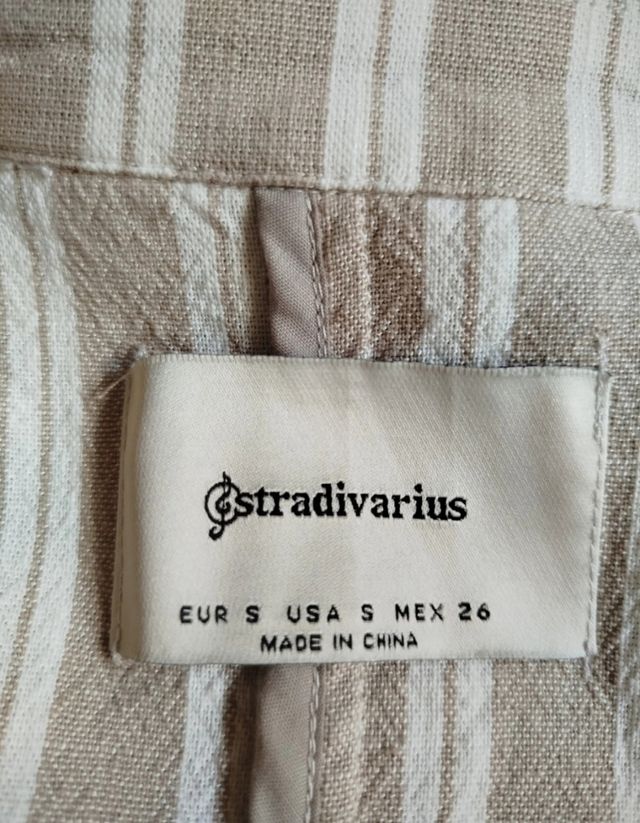 stradivarius
EUR S USA S MEX 26
MADE IN CHINA